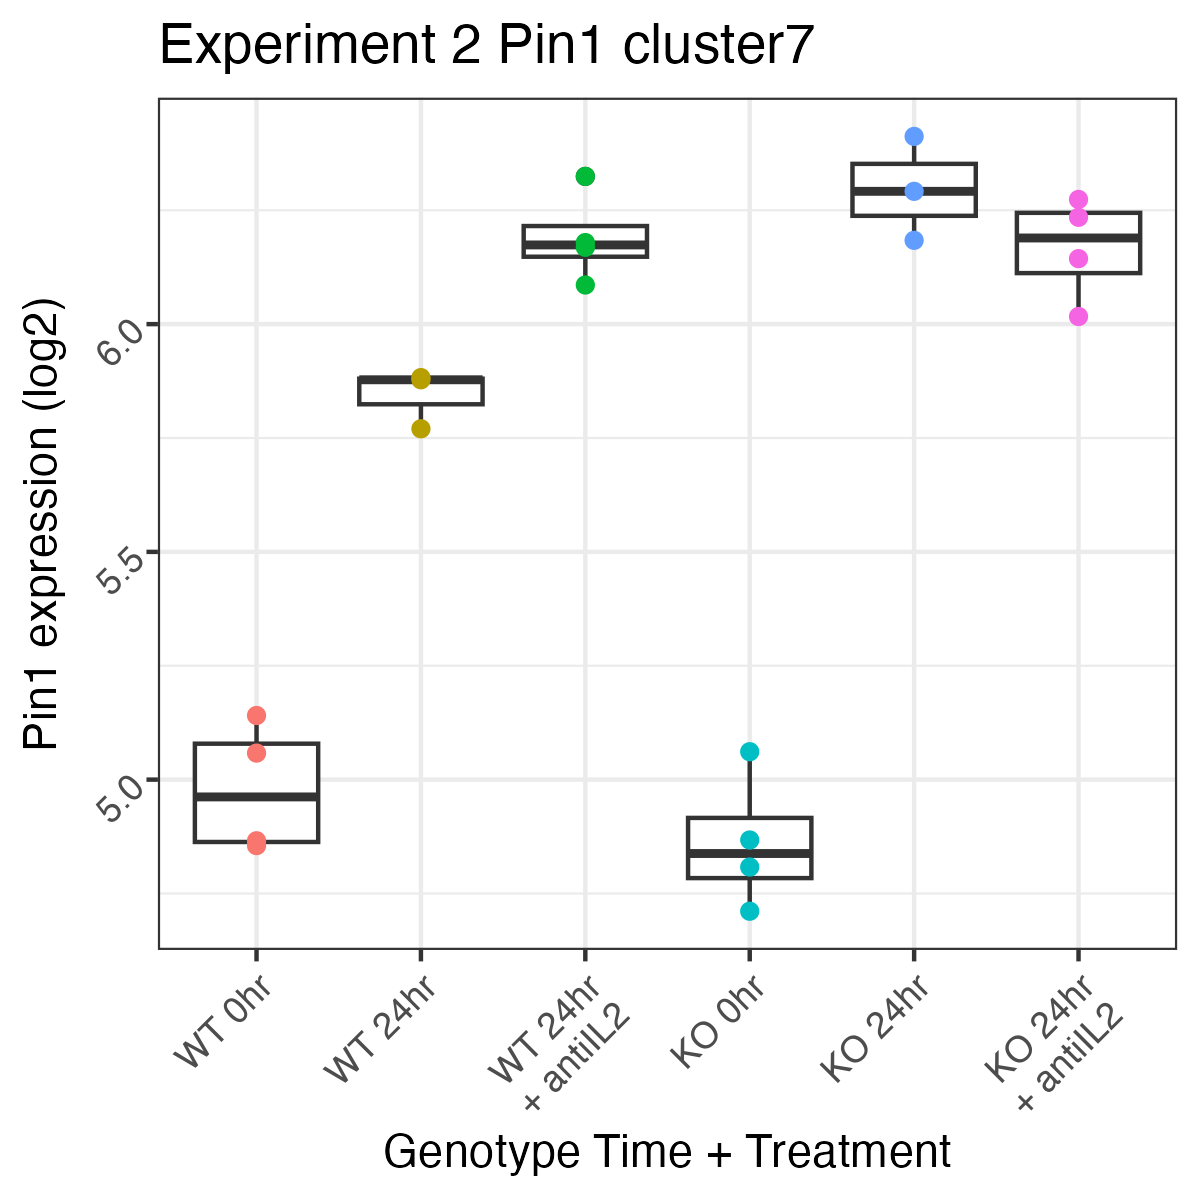 Experiment 2 Pin1 cluster7
Pin1 expression (log2)
6.0
5.5
5.0
WT 0hr
WT 24hr
WT 24hr
+ antiIL2
KO 0hr
KO 24hr
KO 24hr
+ antiIL2
Genotype Time + Treatment